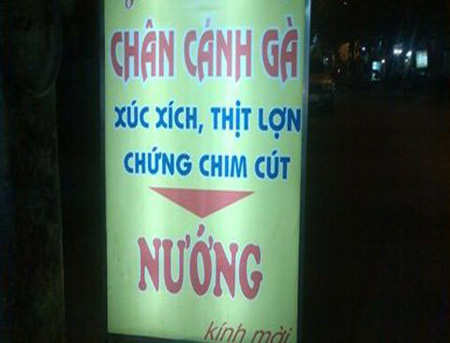 CHÂN CÁNH GÀ
XÚC XÍCH, THỊT LỢN
CHỨNG CHIM CÚT
NƯỚNG
kính mời